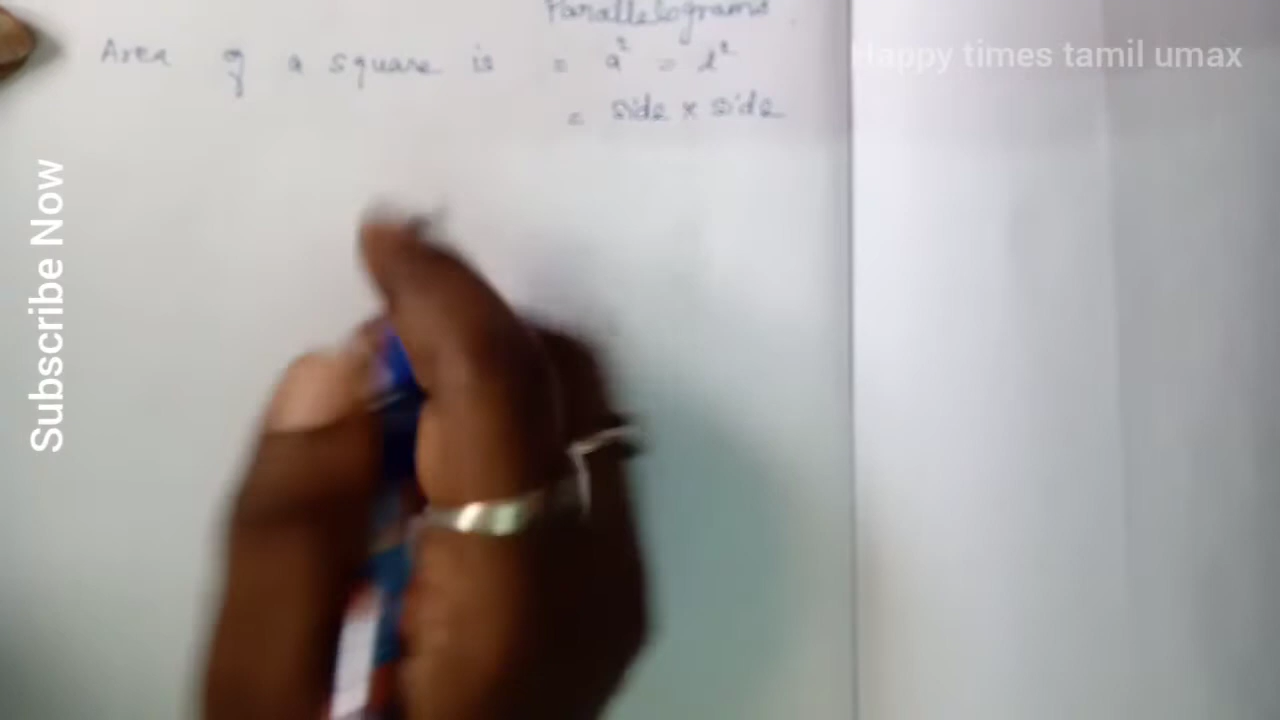 Parallelograms
Area of a square is = a² = l²
= side × side
Happy times tamil umax
Subscribe Now